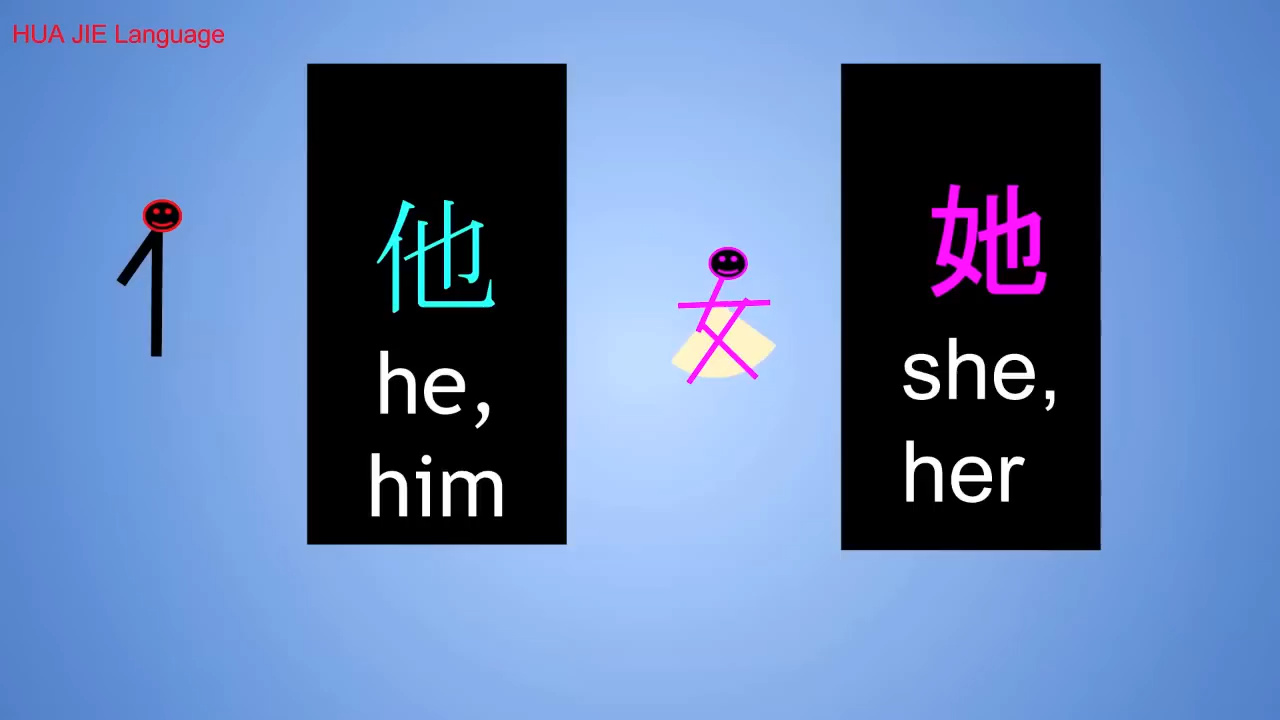 HUA JIE Language
他
he,
him
她
she,
her